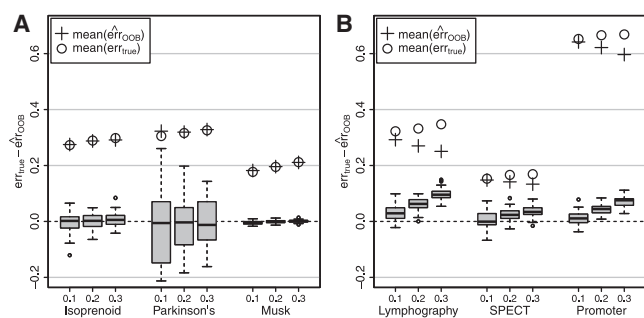 A
B
+ mean(êrr_OOB)
○ mean(err_true)
+ mean(êrr_OOB)
○ mean(err_true)
err_true−êrr_OOB
0.6
0.4
0.2
0.0
−0.2
0.1 0.2 0.3 0.1 0.2 0.3 0.1 0.2 0.3
Isoprenoid Parkinson's Musk
err_true−êrr_OOB
0.6
0.4
0.2
0.0
−0.2
0.1 0.2 0.3 0.1 0.2 0.3 0.1 0.2 0.3
Lymphography SPECT Promoter